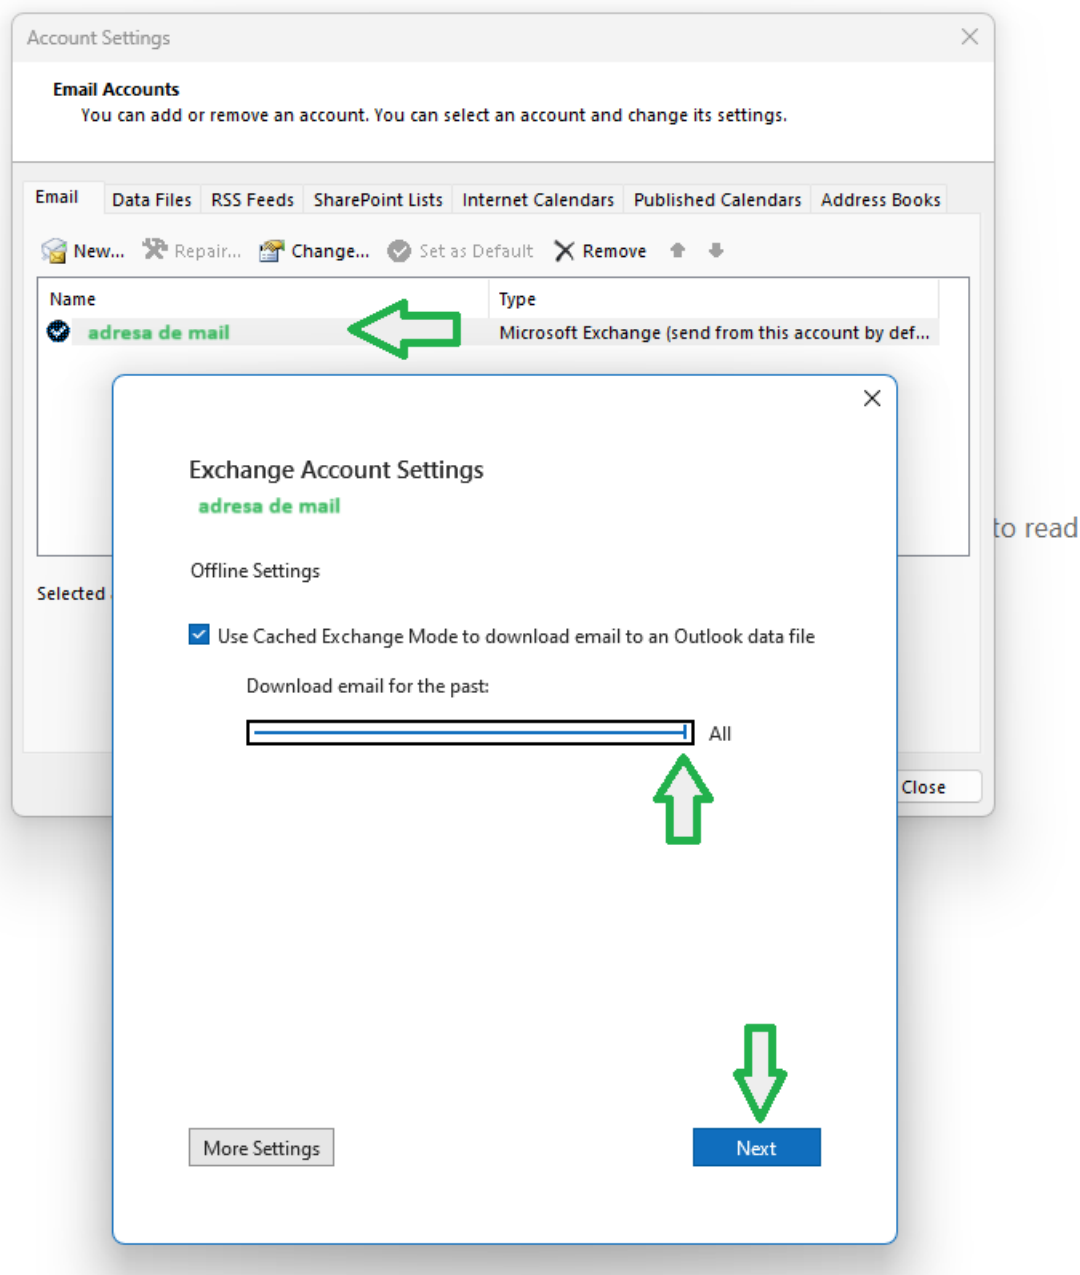 Account Settings
Email Accounts
You can add or remove an account. You can select an account and change its settings.
Email Data Files RSS Feeds SharePoint Lists Internet Calendars Published Calendars Address Books
New... Repair... Change... Set as Default Remove
Name Type
adresa de mail Microsoft Exchange (send from this account by def...
Exchange Account Settings
adresa de mail
to read
Offline Settings
Selected
Use Cached Exchange Mode to download email to an Outlook data file
Download email for the past:
All
Close
More Settings Next